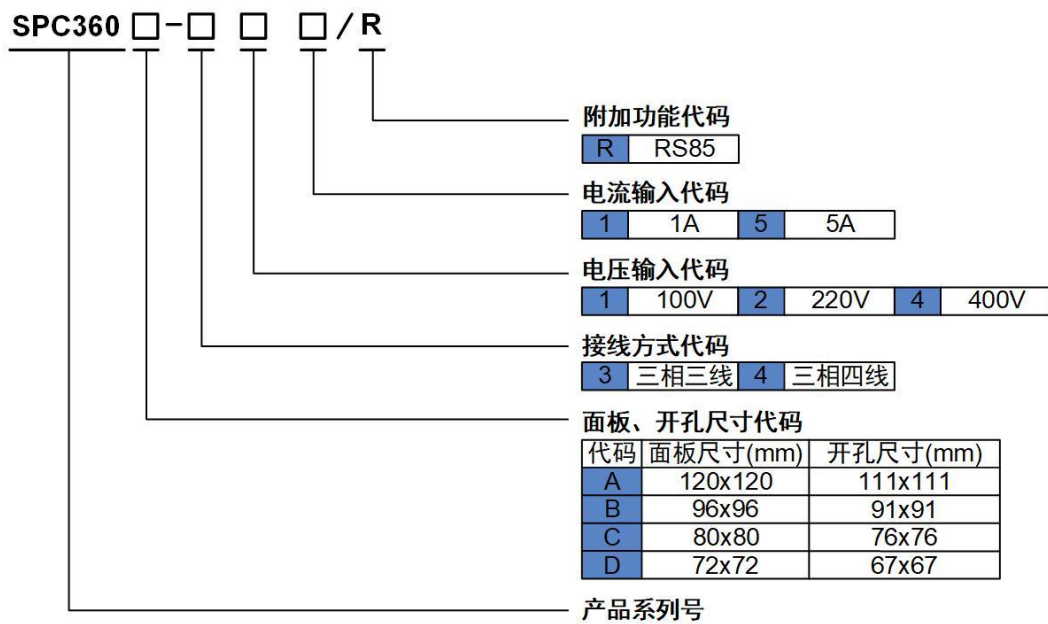 SPC360 □-□ □ □/R
附加功能代码
R RS85
电流输入代码
1 1A 5 5A
电压输入代码
1 100V 2 220V 4 400V
接线方式代码
3 三相三线 4 三相四线
面板、开孔尺寸代码
代码 面板尺寸(mm) 开孔尺寸(mm)
A 120x120 111x111
B 96x96 91x91
C 80x80 76x76
D 72x72 67x67
产品系列号